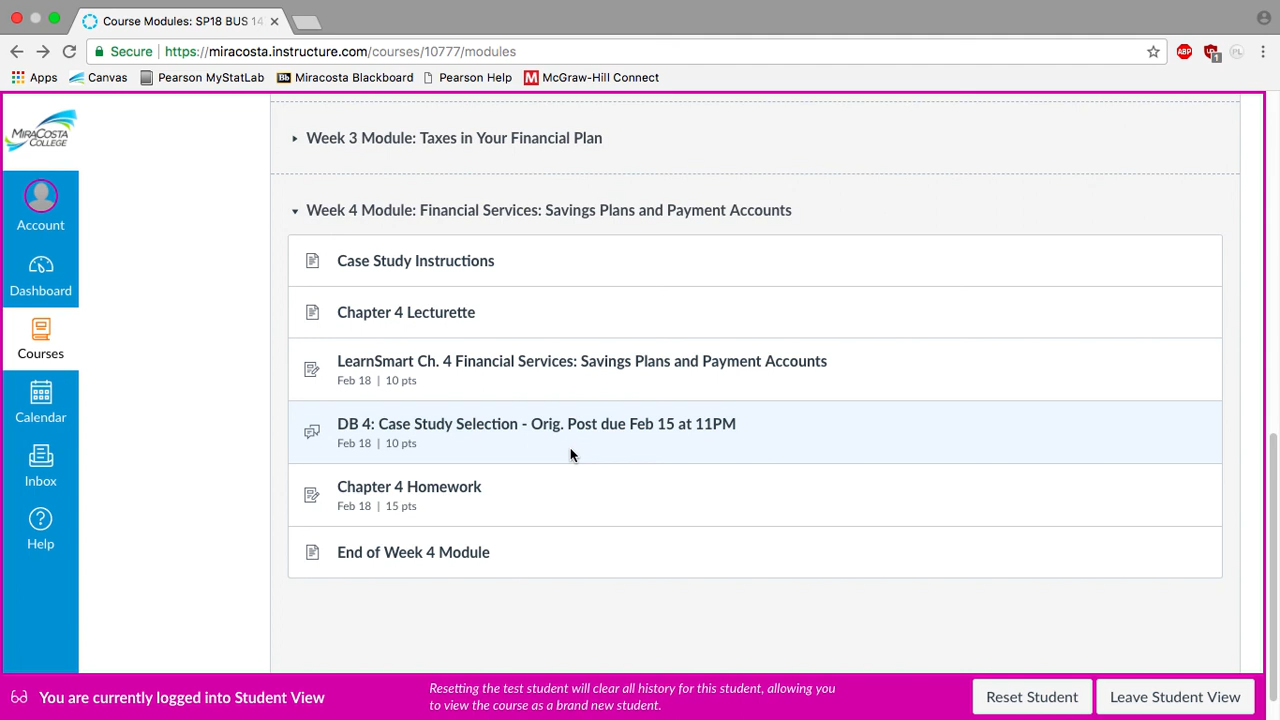 Course Modules: SP18 BUS 14
Secure
https://miracosta.instructure.com/courses/10777/modules
ABP
1
PL
Apps
Canvas
Pearson MyStatLab
Bb Miracosta Blackboard
Pearson Help
M McGraw-Hill Connect
MIRACOSTA
COLLEGE
Account
Dashboard
Courses
Calendar
Inbox
Help
Week 3 Module: Taxes in Your Financial Plan
Week 4 Module: Financial Services: Savings Plans and Payment Accounts
Case Study Instructions
Chapter 4 Lecturette
LearnSmart Ch. 4 Financial Services: Savings Plans and Payment Accounts
Feb 18 | 10 pts
DB 4: Case Study Selection - Orig. Post due Feb 15 at 11PM
Feb 18 | 10 pts
Chapter 4 Homework
Feb 18 | 15 pts
End of Week 4 Module
You are currently logged into Student View
Resetting the test student will clear all history for this student, allowing you
to view the course as a brand new student.
Reset Student
Leave Student View